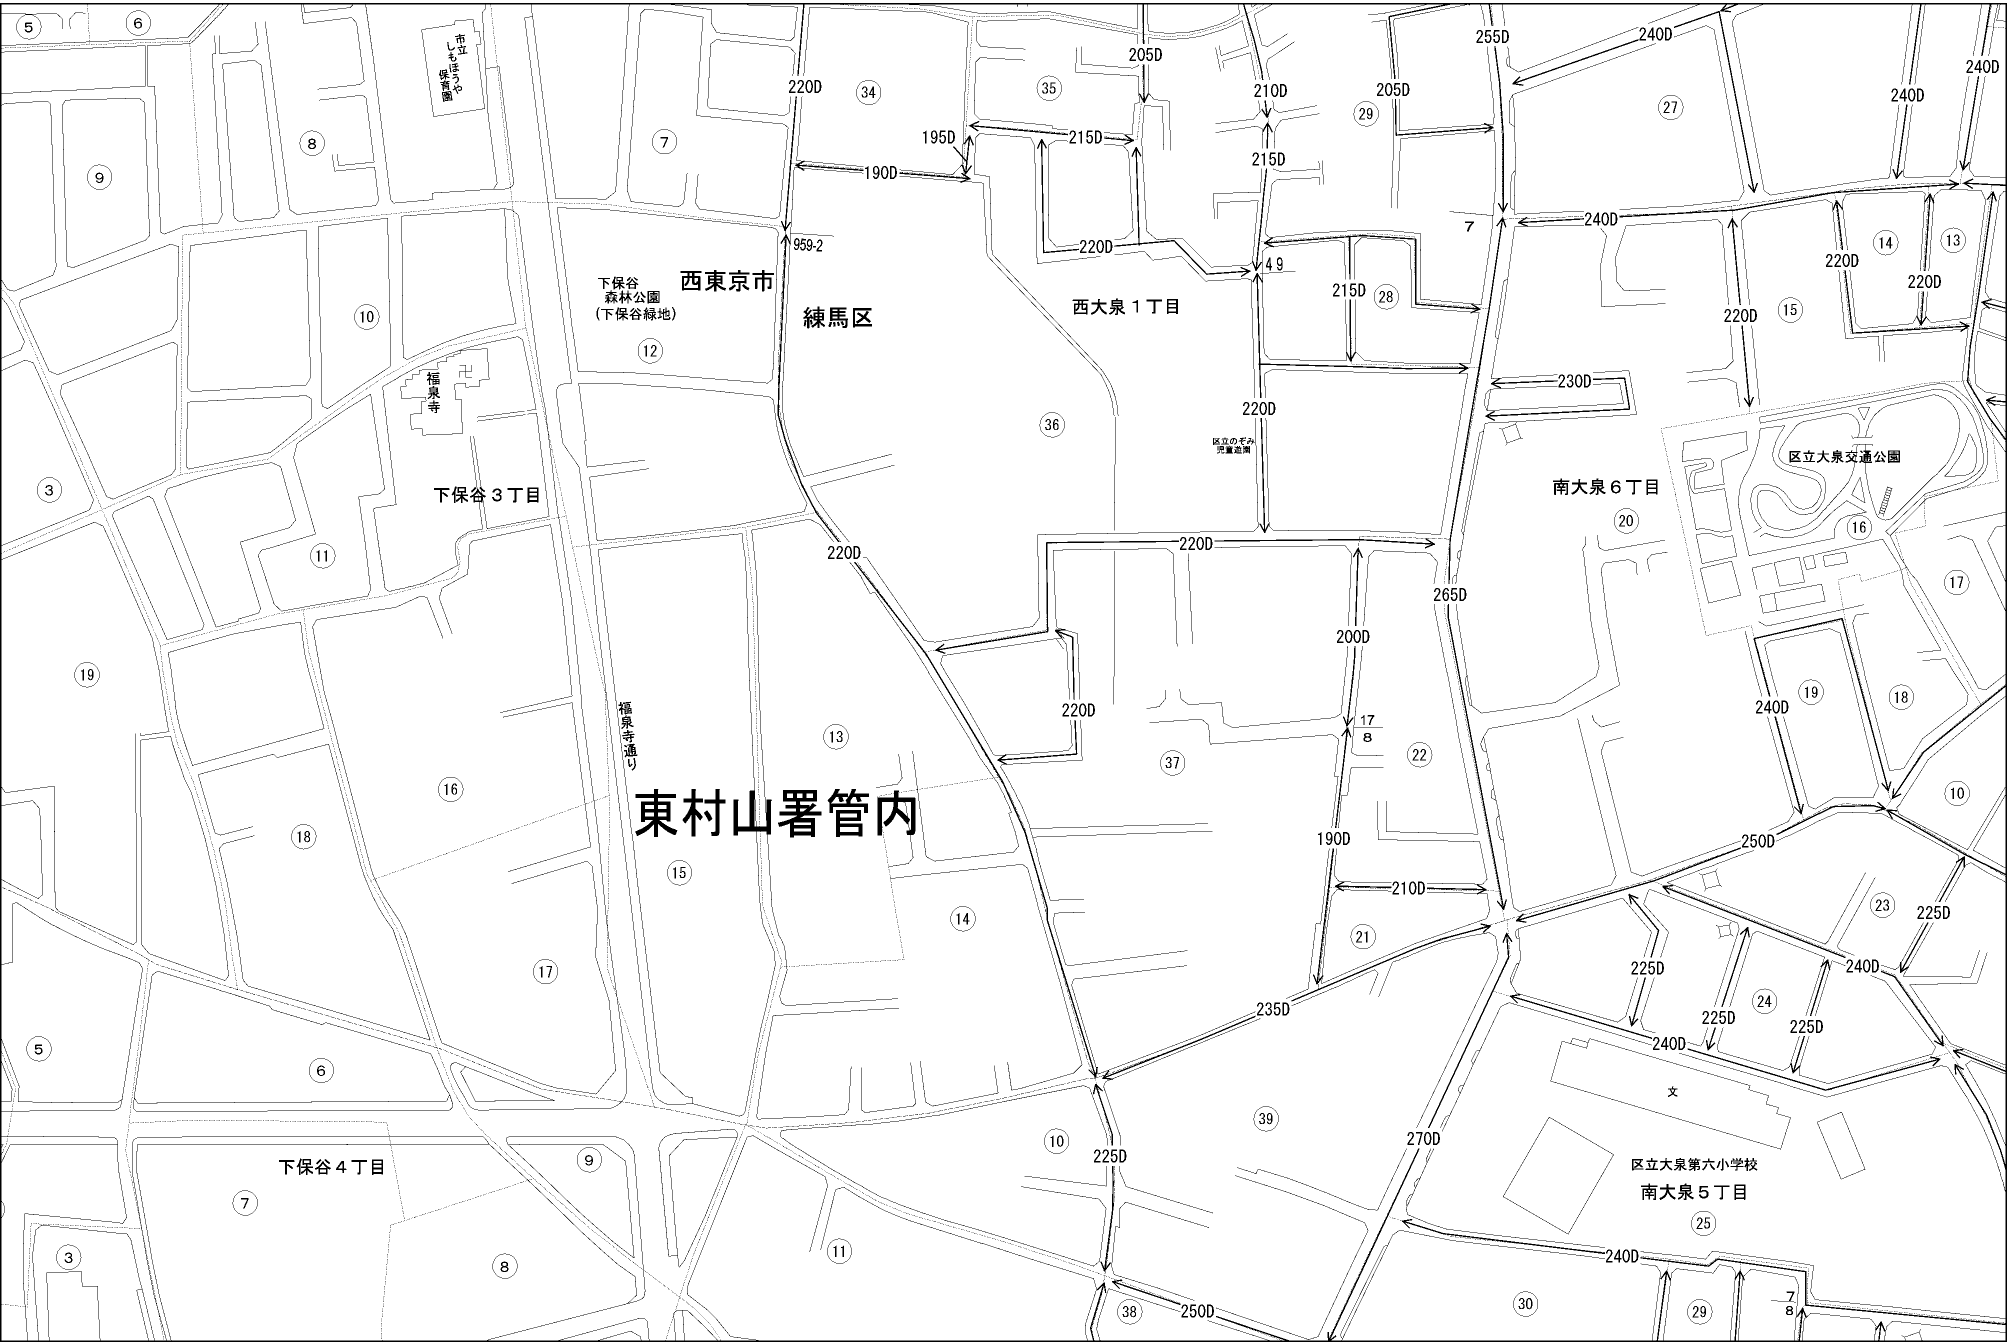 5
6
市立
しもほうや
保育園
8
9
7
220D
34
35
205D
195D
215D
190D
210D
215D
29
205D
255D
240D
27
240D
240D
7
240D
14
13
220D
220D
15
220D
959-2
西東京市
練馬区
下保谷
森林公園
(下保谷緑地)
12
10
福泉寺
西大泉1丁目
220D
49
215D
28
230D
220D
36
区立のぞみ
児童遊園
3
下保谷3丁目
11
220D
220D
265D
南大泉6丁目
20
区立大泉交通公園
16
17
19
200D
220D
240D
19
18
福泉寺通り
13
37
17
8
22
16
18
東村山署管内
15
14
190D
210D
21
250D
10
23
225D
240D
225D
225D
24
225D
240D
17
235D
5
6
文
39
270D
区立大泉第六小学校
南大泉5丁目
25
10
225D
下保谷4丁目
9
7
3
8
11
38
250D
240D
30
29
7
8